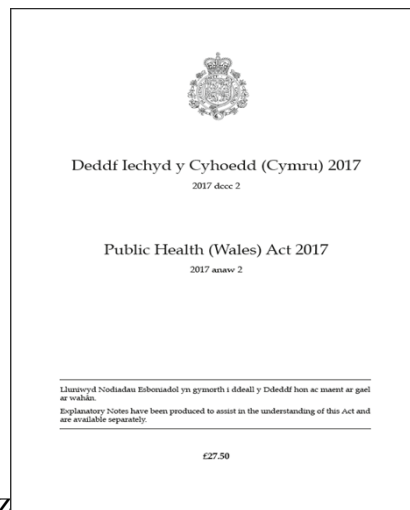 Deddf Iechyd y Cyhoedd (Cymru) 2017
2017 dccc 2
Public Health (Wales) Act 2017
2017 anaw 2
Lluniwyd Nodiadau Esboniadol yn gymorth i ddeall y Ddeddf hon ac maent ar gael
ar wahân.
Explanatory Notes have been produced to assist in the understanding of this Act and
are available separately.
£27.50
7